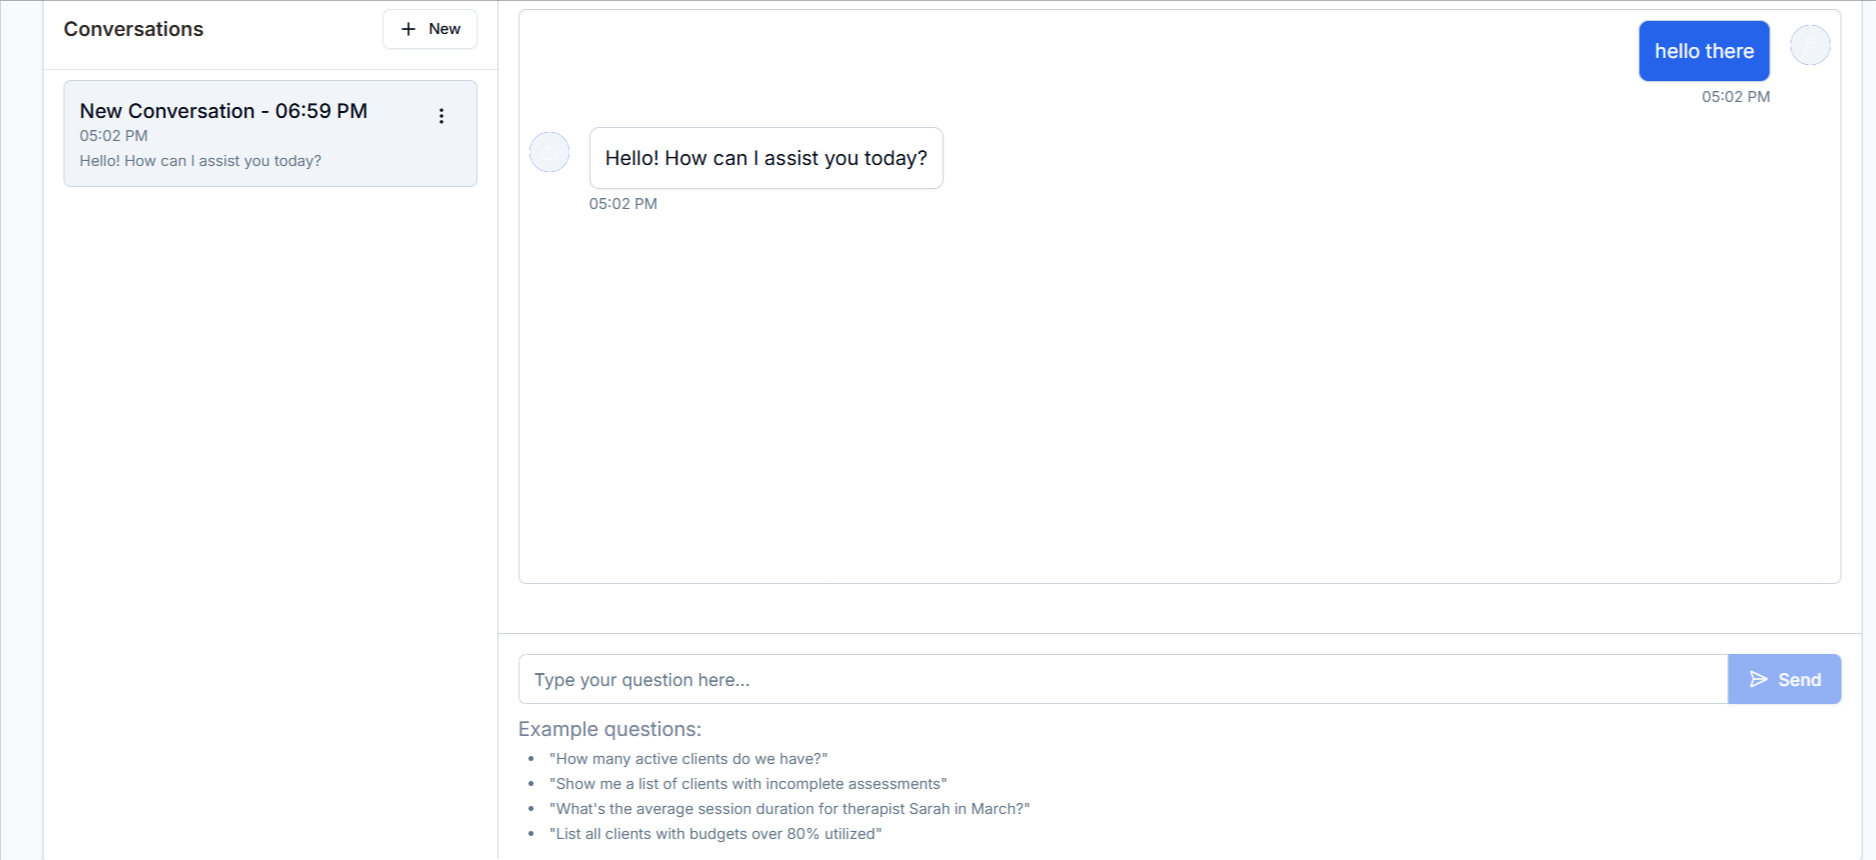 Conversations
+ New
New Conversation - 06:59 PM
05:02 PM
Hello! How can I assist you today?
hello there
05:02 PM
Hello! How can I assist you today?
05:02 PM
Type your question here...
Send
Example questions:
• "How many active clients do we have?"
• "Show me a list of clients with incomplete assessments"
• "What's the average session duration for therapist Sarah in March?"
• "List all clients with budgets over 80% utilized"